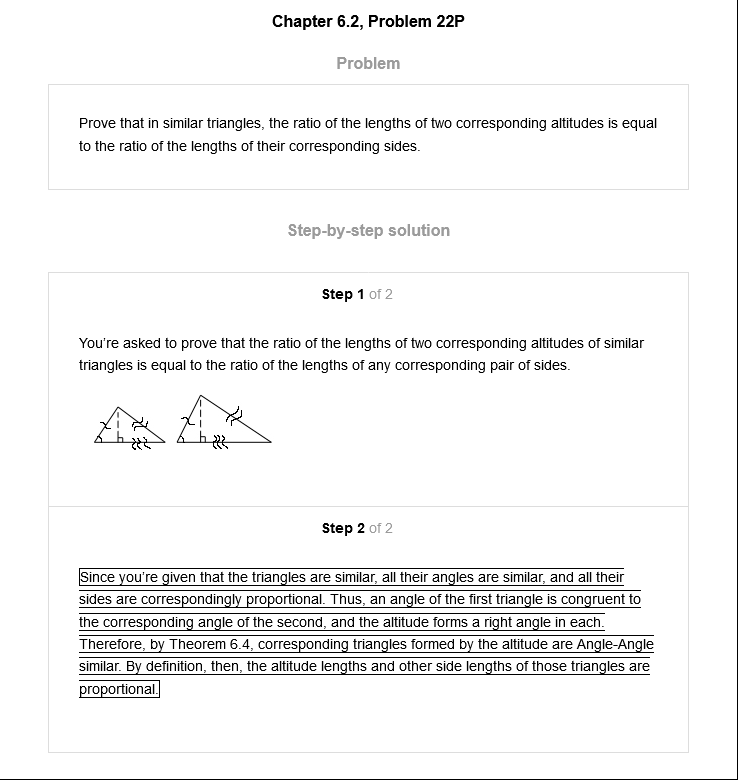 Chapter 6.2, Problem 22P
Problem
Prove that in similar triangles, the ratio of the lengths of two corresponding altitudes is equal
to the ratio of the lengths of their corresponding sides.
Step-by-step solution
Step 1 of 2
You're asked to prove that the ratio of the lengths of two corresponding altitudes of similar
triangles is equal to the ratio of the lengths of any corresponding pair of sides.
Step 2 of 2
Since you're given that the triangles are similar, all their angles are similar, and all their
sides are correspondingly proportional. Thus, an angle of the first triangle is congruent to
the corresponding angle of the second, and the altitude forms a right angle in each.
Therefore, by Theorem 6.4, corresponding triangles formed by the altitude are Angle-Angle
similar. By definition, then, the altitude lengths and other side lengths of those triangles are
proportional.